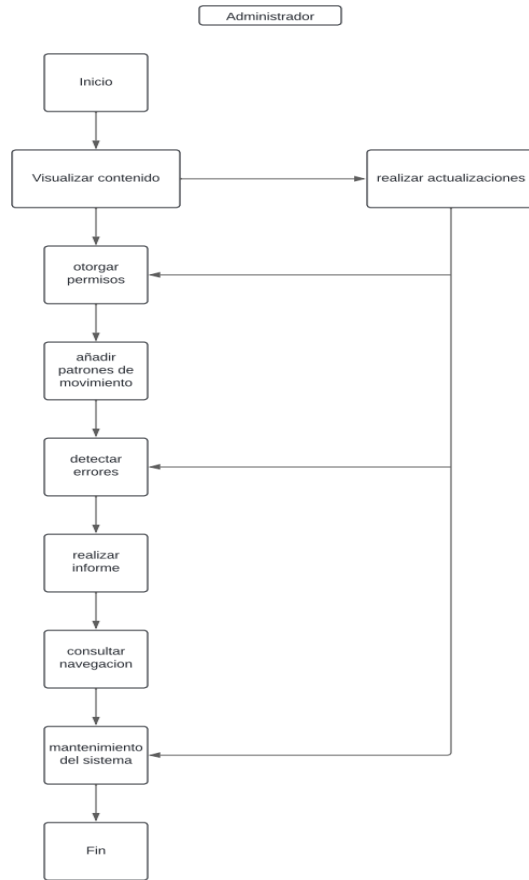 Administrador
Inicio
Visualizar contenido
realizar actualizaciones
otorgar
permisos
añadir
patrones de
movimiento
detectar
errores
realizar
informe
consultar
navegacion
mantenimiento
del sistema
Fin